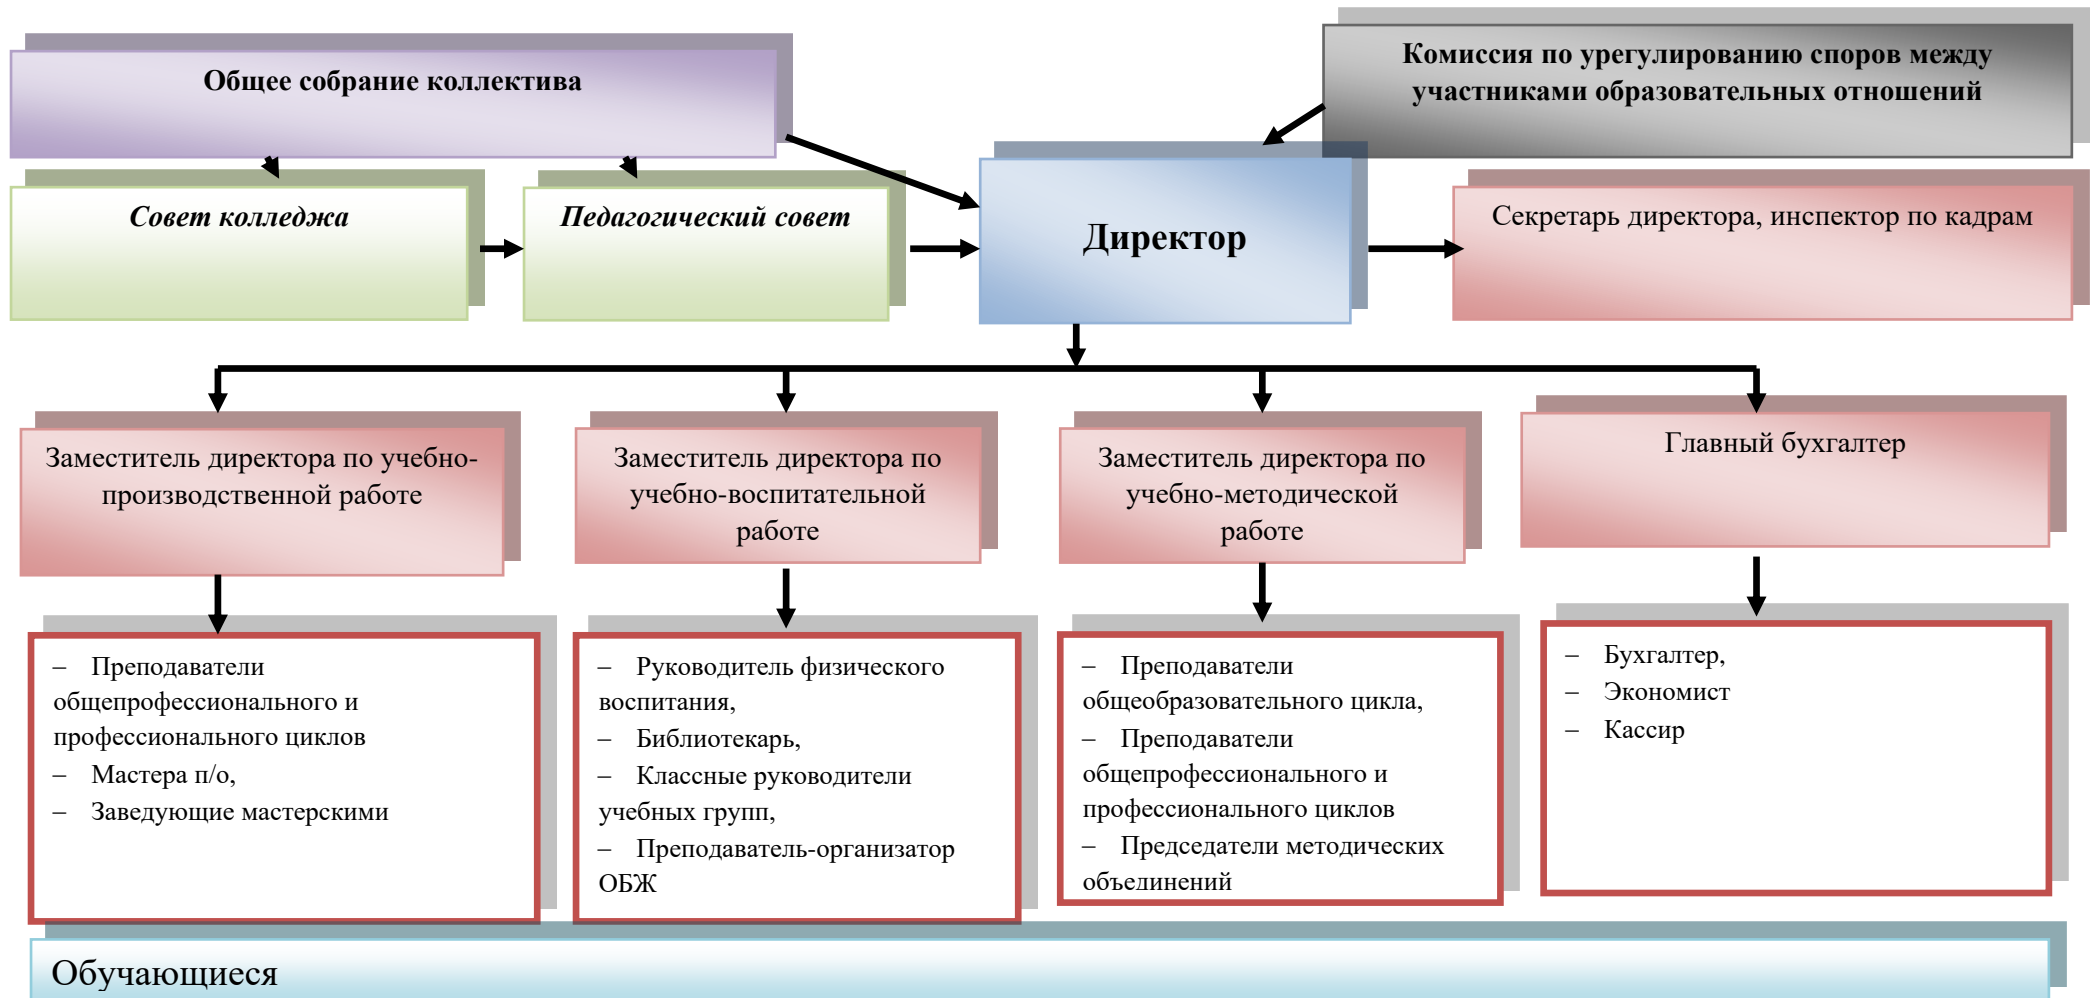 Общее собрание коллектива
Комиссия по урегулированию споров между
участниками образовательных отношений
Совет колледжа
Педагогический совет
Директор
Секретарь директора, инспектор по кадрам
Заместитель директора по учебно-
производственной работе
Заместитель директора по
учебно-воспитательной
работе
Заместитель директора по
учебно-методической
работе
Главный бухгалтер
– Преподаватели
общепрофессионального и
профессионального циклов
– Мастера п/о,
– Заведующие мастерскими
– Руководитель физического
воспитания,
– Библиотекарь,
– Классные руководители
учебных групп,
– Преподаватель-организатор
ОБЖ
– Преподаватели
общеобразовательного цикла,
– Преподаватели
общепрофессионального и
профессионального циклов
– Председатели методических
объединений
– Бухгалтер,
– Экономист
– Кассир
Обучающиеся